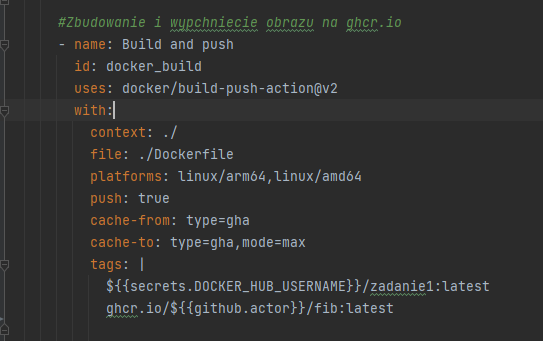 #Zbudowanie i wypchniecie obrazu na ghcr.io
- name: Build and push
id: docker_build
uses: docker/build-push-action@v2
with:
context: ./
file: ./Dockerfile
platforms: linux/arm64,linux/amd64
push: true
cache-from: type=gha
cache-to: type=gha,mode=max
tags: |
${{secrets.DOCKER_HUB_USERNAME}}/zadanie1:latest
ghcr.io/${{github.actor}}/fib:latest